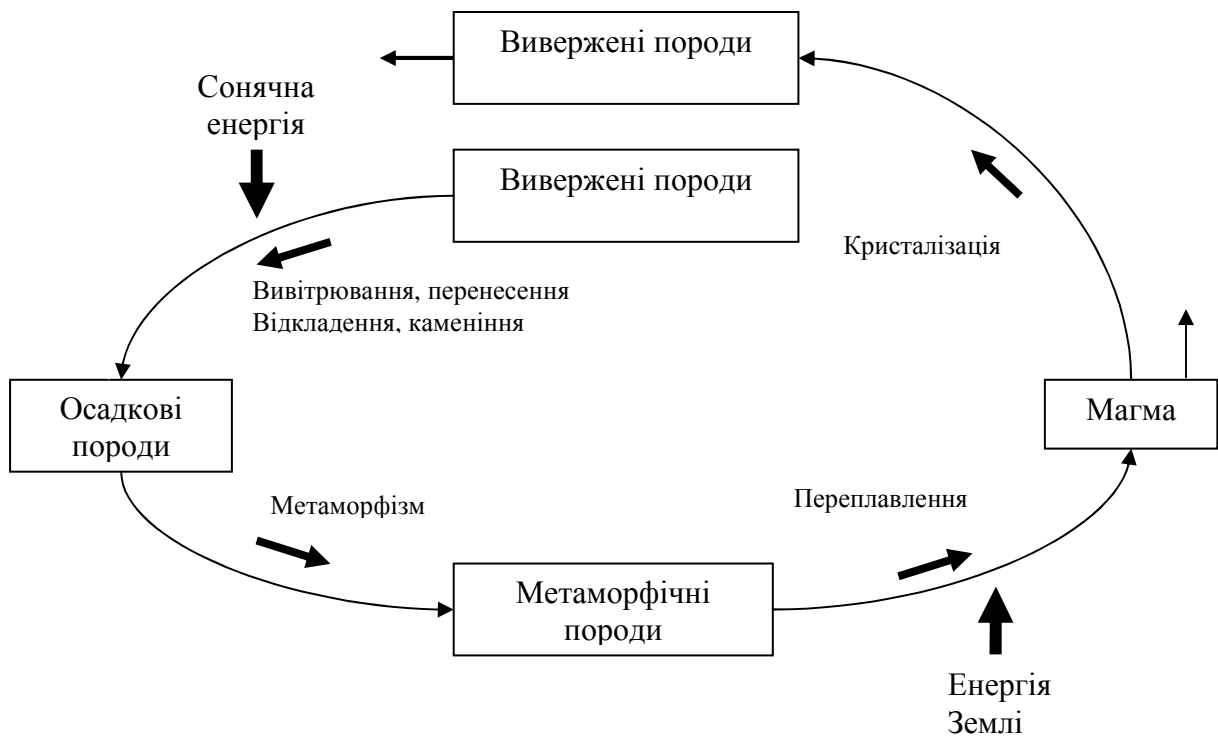 Вивержені породи
Сонячна
енергія
Вивержені породи
Кристалізація
Вивітрювання, перенесення
Відкладення, каменіння
Осадкові
породи
Магма
Метаморфізм
Переплавлення
Метаморфічні
породи
Енергія
Землі